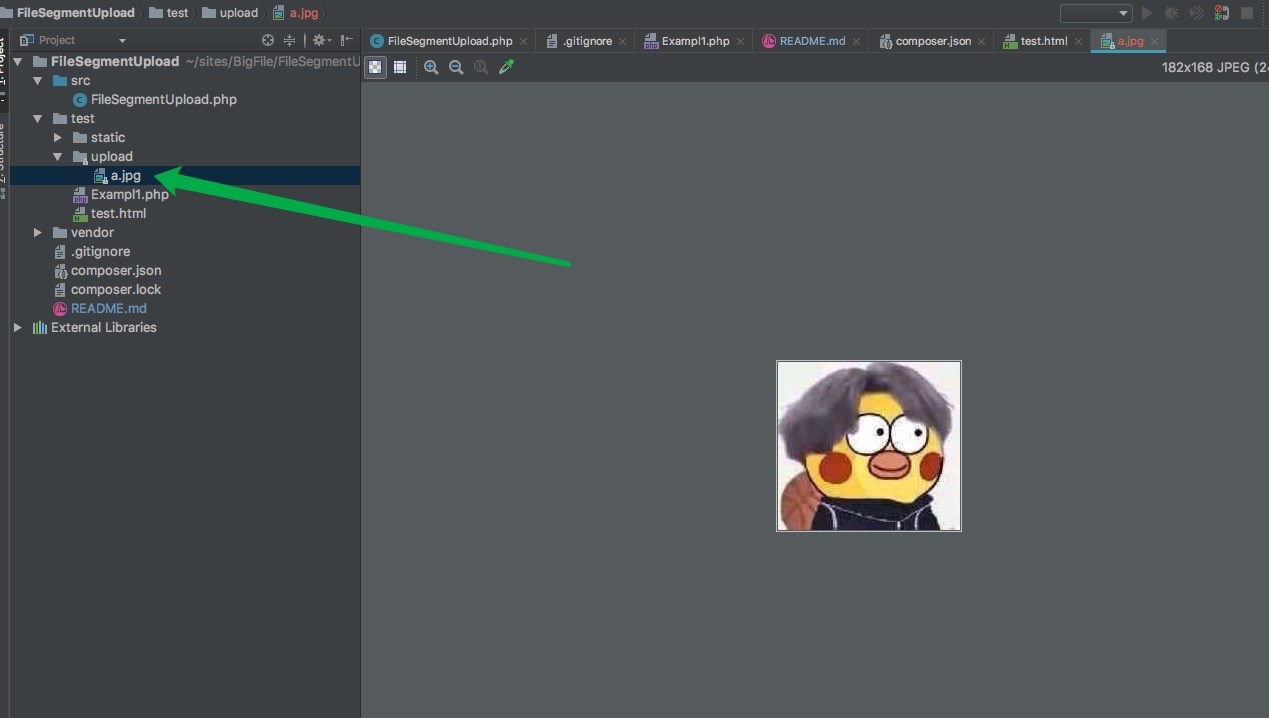 FileSegmentUpload test upload a.jpg
Project
FileSegmentUpload.php .gitignore Exampl1.php README.md composer.json test.html a.jpg
182x168 JPEG (24
FileSegmentUpload ~/sites/BigFile/FileSegmentU
src
FileSegmentUpload.php
test
static
upload
a.jpg
Exampl1.php
test.html
vendor
.gitignore
composer.json
composer.lock
README.md
External Libraries